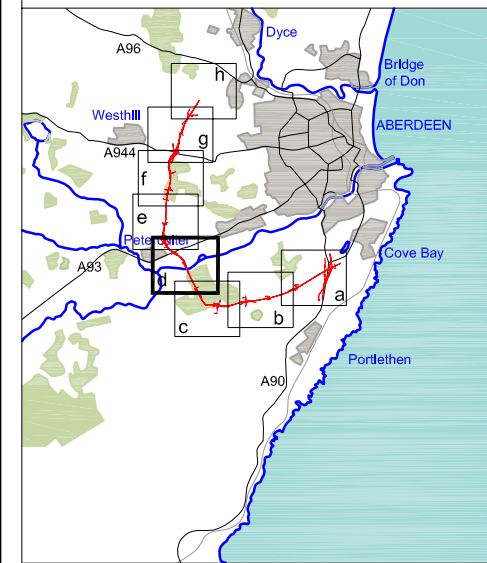 Dyce
A96
Bridge
of Don
h
Westhill
ABERDEEN
g
A944
f
e
Peterculter
Cove Bay
A93
d
a
b
c
Portlethen
A90